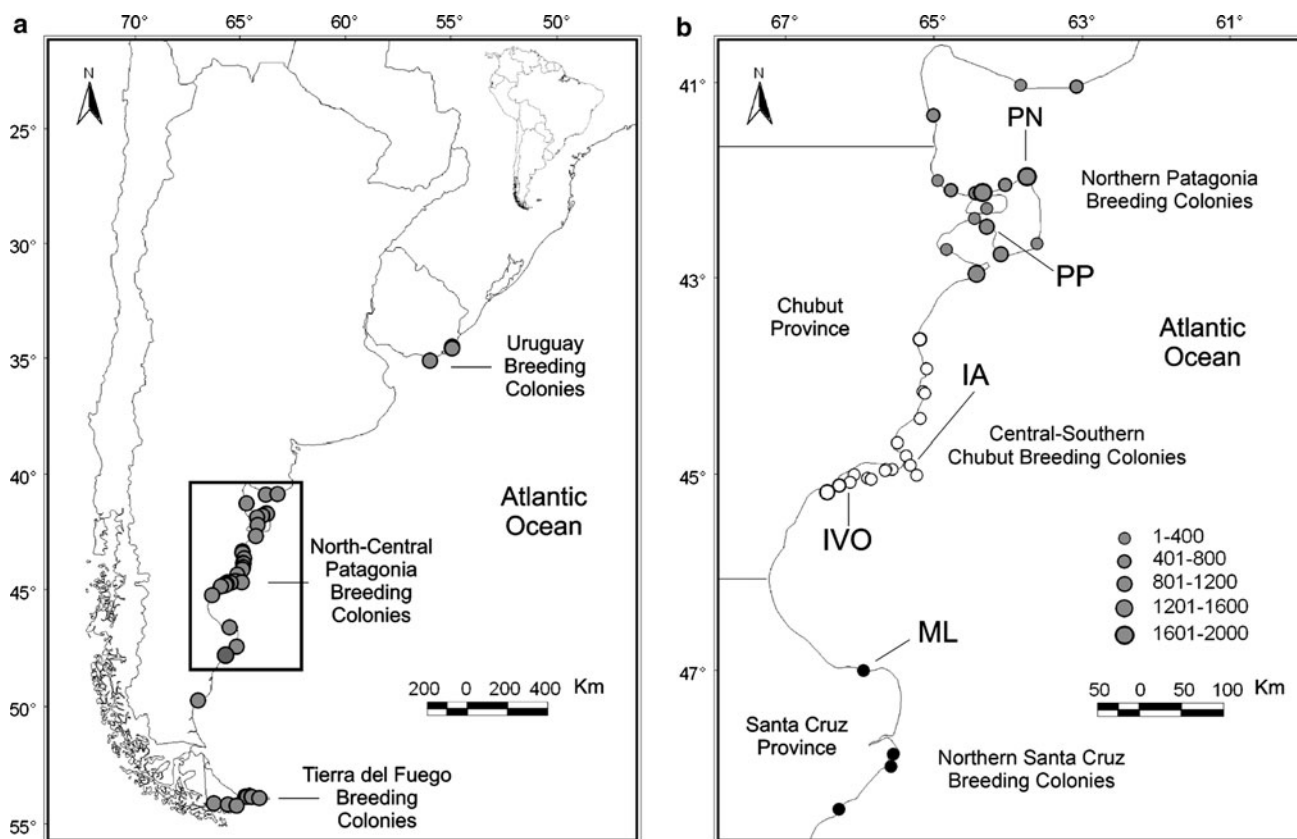 a
70°
65°
60°
55°
50°
N
25°
30°
35°
40°
45°
50°
55°
Uruguay
Breeding
Colonies
Atlantic
Ocean
North-Central
Patagonia
Breeding
Colonies
200 0 200 400 Km
Tierra del Fuego
Breeding
Colonies
b
67°
65°
63°
61°
N
41°
43°
45°
47°
PN
Northern Patagonia
Breeding Colonies
PP
Chubut
Province
Atlantic
Ocean
IA
Central-Southern
Chubut Breeding Colonies
IVO
1-400
401-800
801-1200
1201-1600
1601-2000
ML
50 0 50 100 Km
Santa Cruz
Province
Northern Santa Cruz
Breeding Colonies